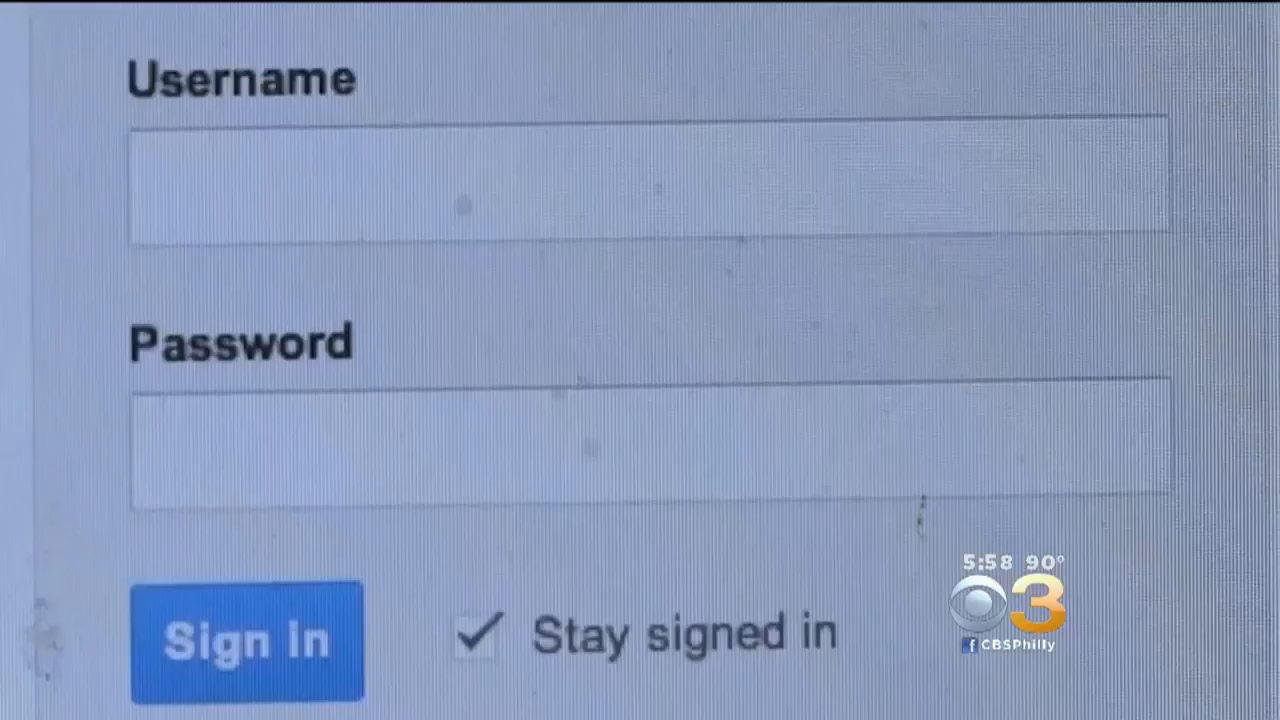 Username
Password
Sign in
Stay signed in
5:58 90°
3
f CBSPhilly